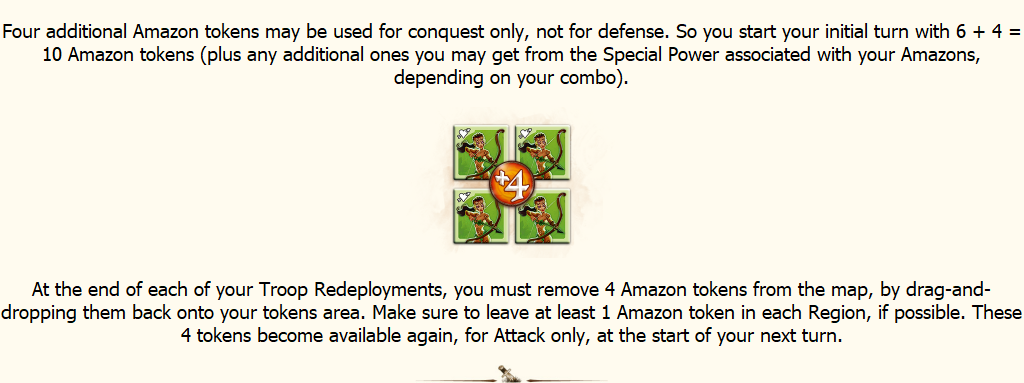 Four additional Amazon tokens may be used for conquest only, not for defense. So you start your initial turn with 6 + 4 =
10 Amazon tokens (plus any additional ones you may get from the Special Power associated with your Amazons,
depending on your combo).
+4
At the end of each of your Troop Redeployments, you must remove 4 Amazon tokens from the map, by drag-and-
dropping them back onto your tokens area. Make sure to leave at least 1 Amazon token in each Region, if possible. These
4 tokens become available again, for Attack only, at the start of your next turn.